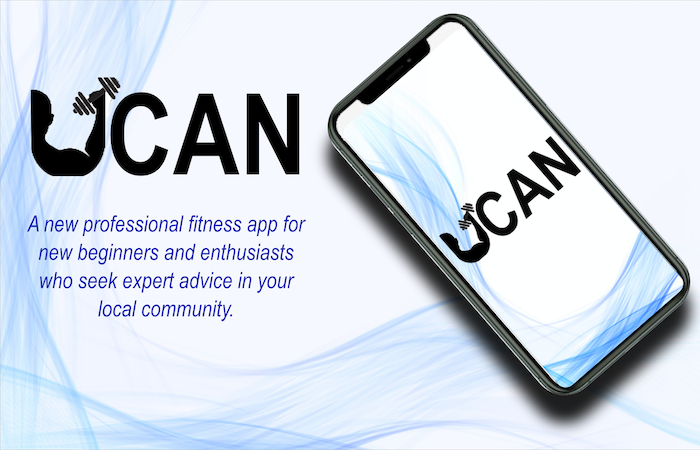 UCAN
A new professional fitness app for
new beginners and enthusiasts
who seek expert advice in your
local community.
UCAN